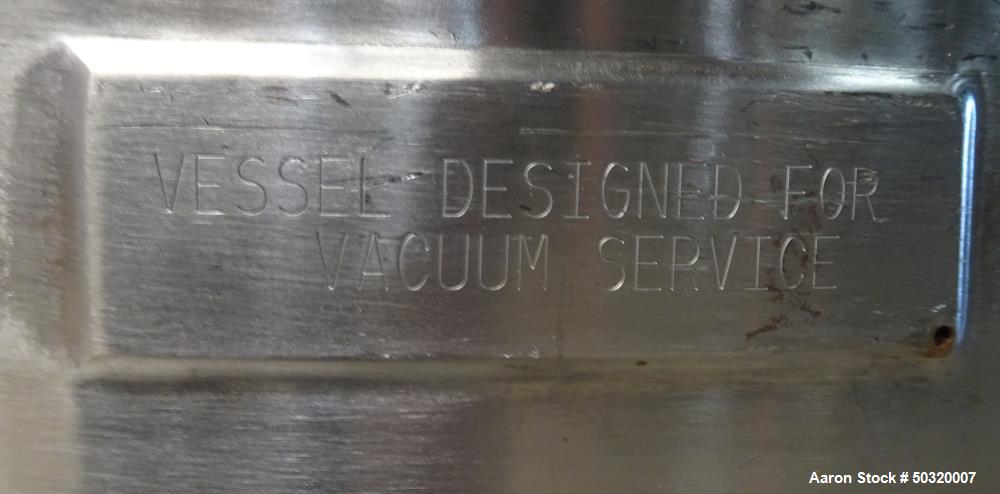 VESSEL DESIGNED FOR
VACUUM SERVICE
Aaron Stock # 50320007